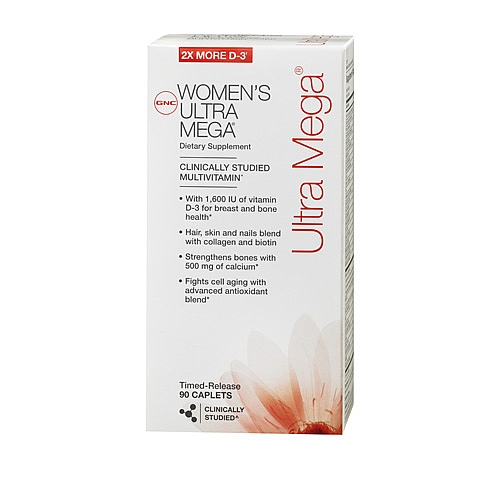 2X MORE D-3†
GNC
WOMEN'S
ULTRA
MEGA®
Dietary Supplement
CLINICALLY STUDIED
MULTIVITAMIN^
• With 1,600 IU of vitamin
D-3 for breast and bone
health*
• Hair, skin and nails blend
with collagen and biotin
• Strengthens bones with
500 mg of calcium*
• Fights cell aging with
advanced antioxidant
blend*
Timed-Release
90 CAPLETS
CLINICALLY
STUDIED^
Ultra Mega®